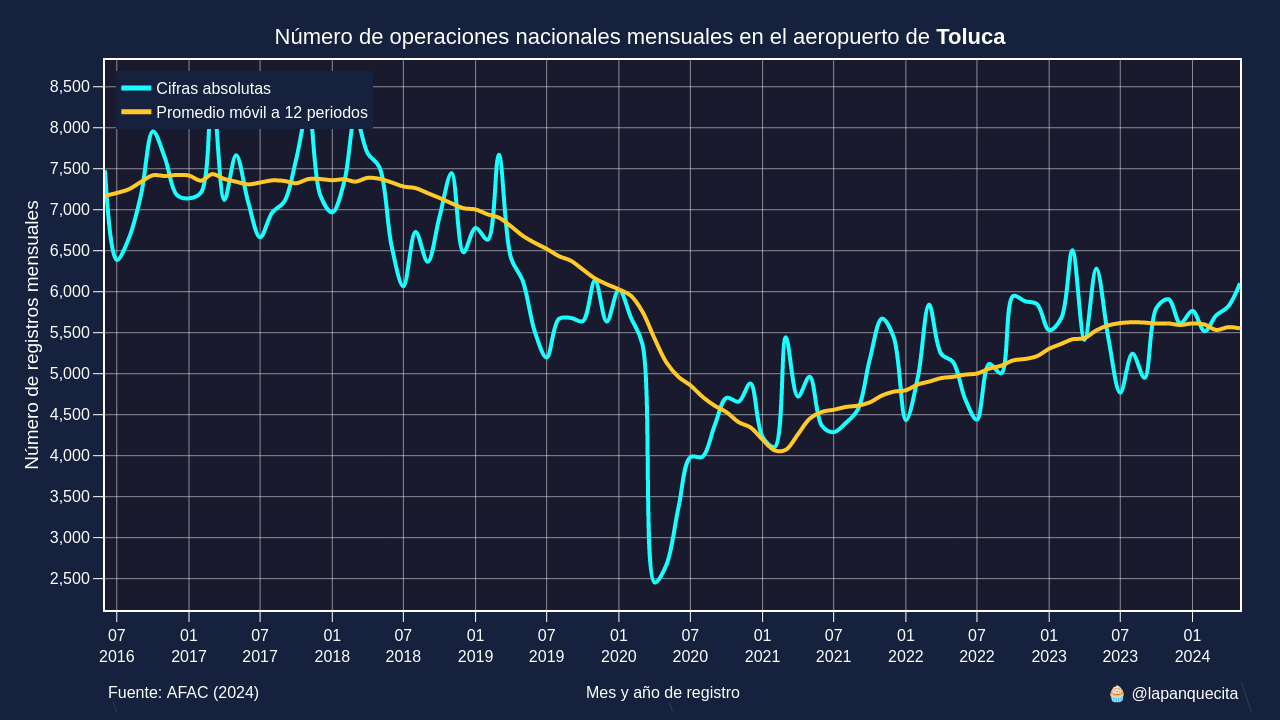 Número de operaciones nacionales mensuales en el aeropuerto de Toluca
Cifras absolutas
Promedio móvil a 12 periodos
Número de registros mensuales
8,500
8,000
7,500
7,000
6,500
6,000
5,500
5,000
4,500
4,000
3,500
3,000
2,500
07 01 07 01 07 01 07 01 07 01 07 01 07 01 07 01
2016 2017 2017 2018 2018 2019 2019 2020 2020 2021 2021 2022 2022 2023 2023 2024
Fuente: AFAC (2024) Mes y año de registro 🧁 @lapanquecita